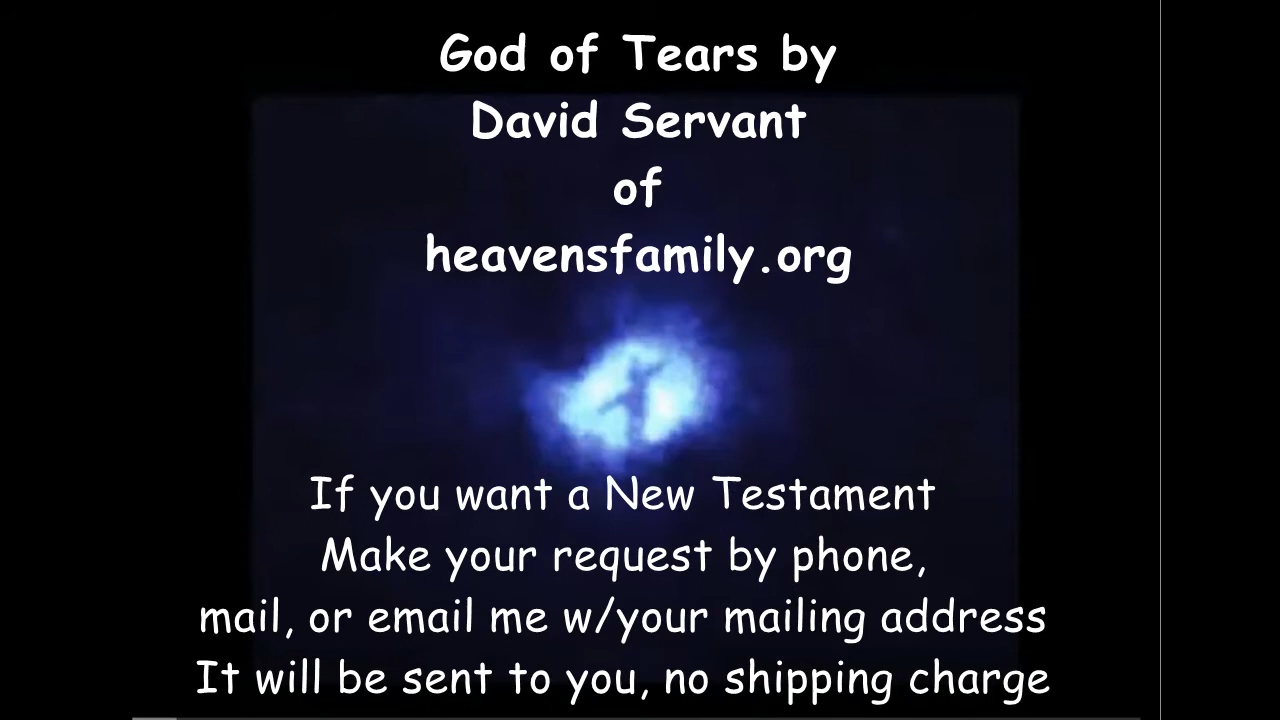 God of Tears by
David Servant
of
heavensfamily.org
If you want a New Testament
Make your request by phone,
mail, or email me w/your mailing address
It will be sent to you, no shipping charge